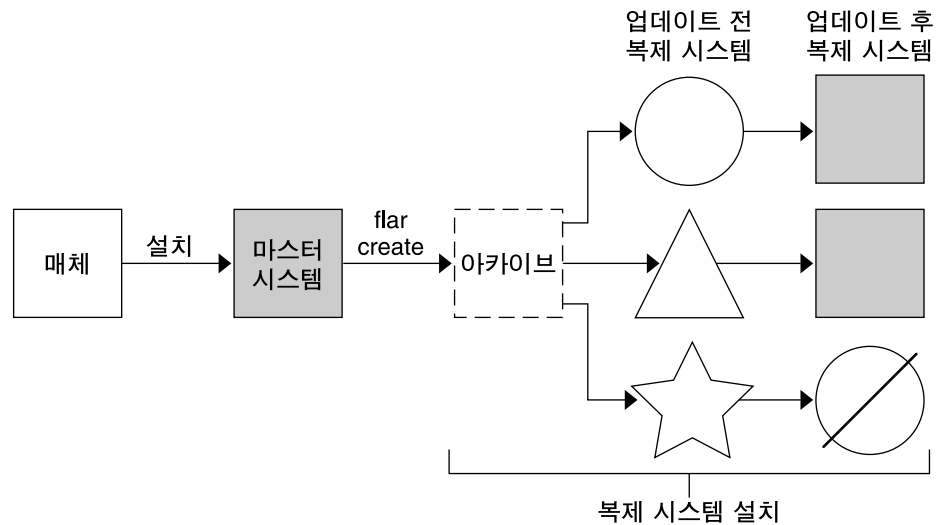 업데이트 전
복제 시스템
업데이트 후
복제 시스템
매체
설치
마스터
시스템
flar
create
아카이브
복제 시스템 설치